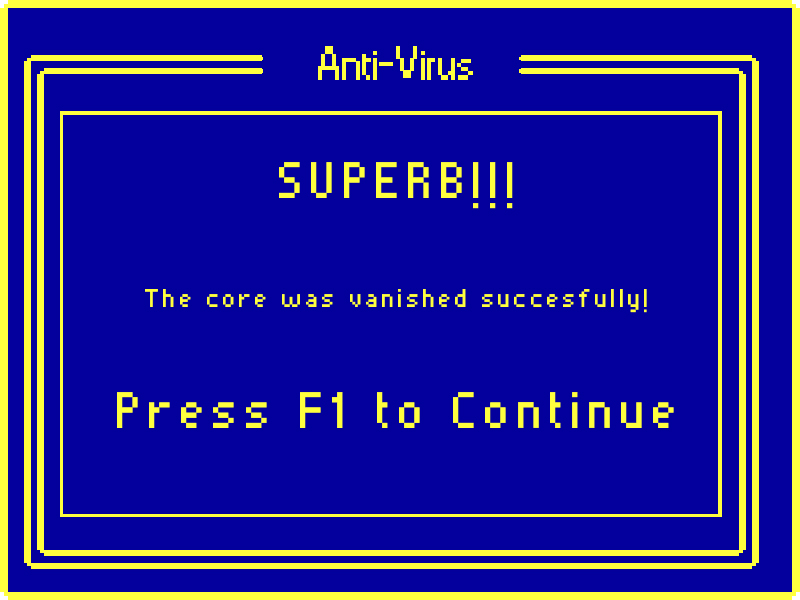 Anti-Virus
SUPERB!!!
The core was vanished succesfully!
Press F1 to Continue